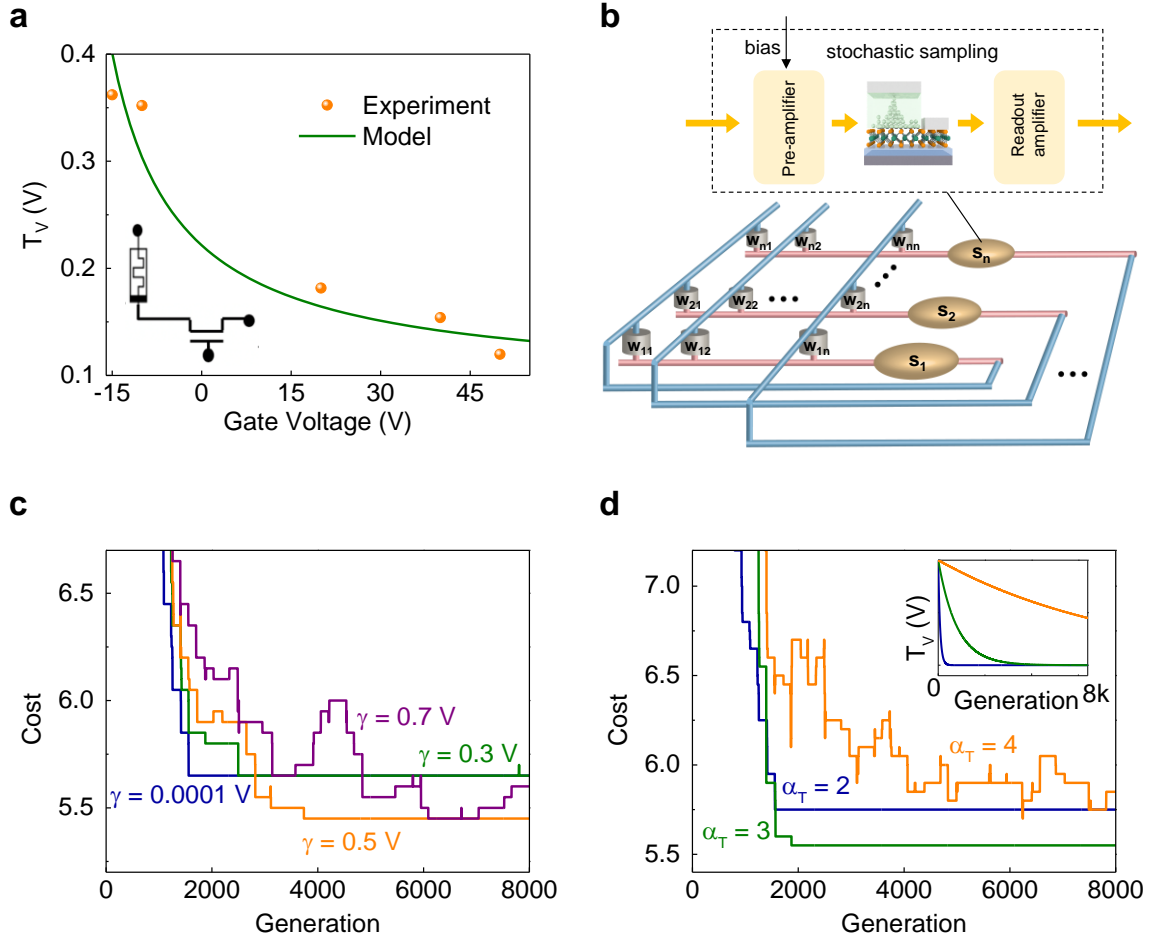 a
0.4
0.3
0.2
0.1
T_V (V)
Experiment
Model
-15 0 15 30 45
Gate Voltage (V)
b
bias
stochastic sampling
Pre-amplifier
Readout amplifier
w_n1 w_n2 w_nn s_n
w_21 w_22 ••• w_2n s_2
w_11 w_12 w_1n s_1
•••
c
6.5
6.0
5.5
Cost
γ = 0.7
γ = 0.3
γ = 0.0001 V
γ = 0.5 V
0 2000 4000 6000 8000
Generation
d
7.0
6.5
6.0
5.5
Cost
T_V (V)
0 Generation 8k
α_T = 4
α_T = 2
α_T = 3
0 2000 4000 6000 8000
Generation